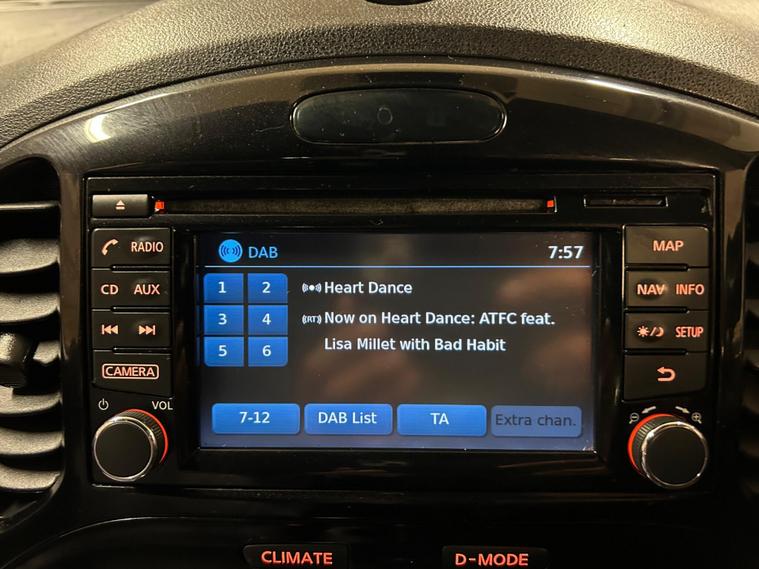 DAB 7:57
RADIO
MAP
CD AUX
NAV INFO
SETUP
CAMERA
VOL
1 2
3 4
5 6
Heart Dance
(RT) Now on Heart Dance: ATFC feat.
Lisa Millet with Bad Habit
7-12 DAB List TA Extra chan.
CLIMATE D-MODE